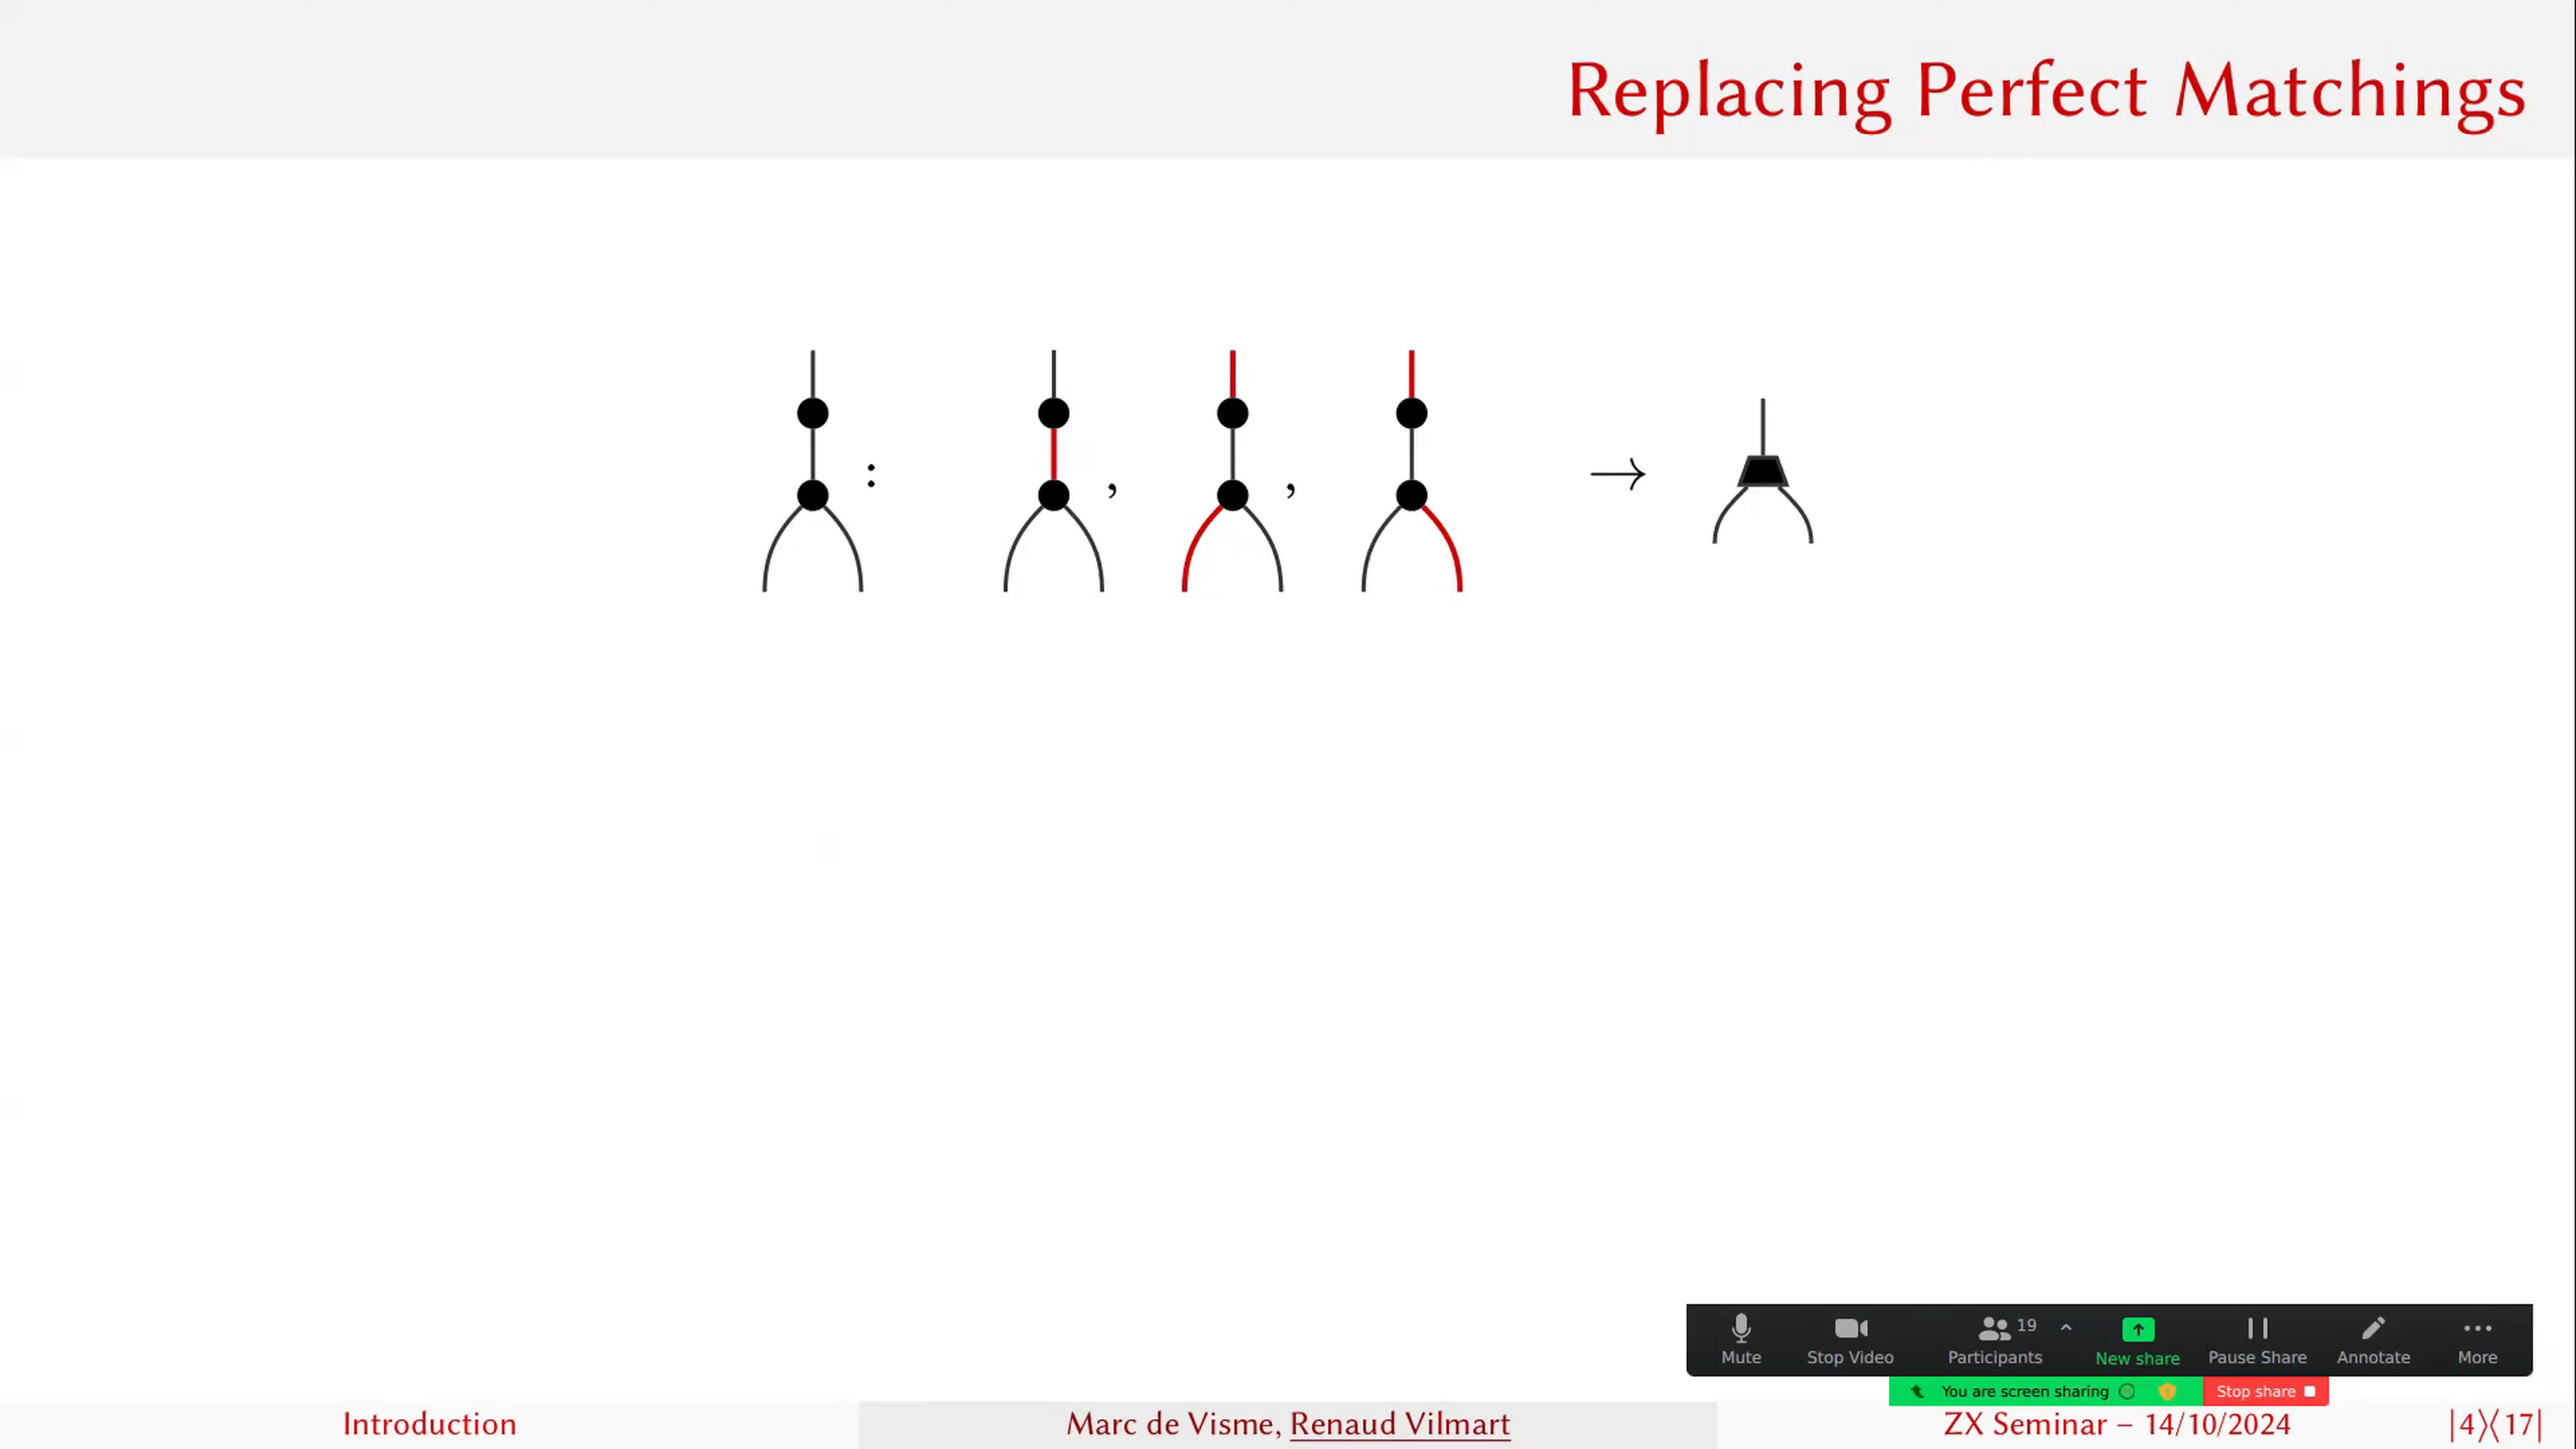 Replacing Perfect Matchings
: , , →
19
Mute Stop Video Participants New share Pause Share Annotate More
You are screen sharing Stop share
Introduction Marc de Visme, Renaud Vilmart ZX Seminar – 14/10/2024 |4⟩⟨17|